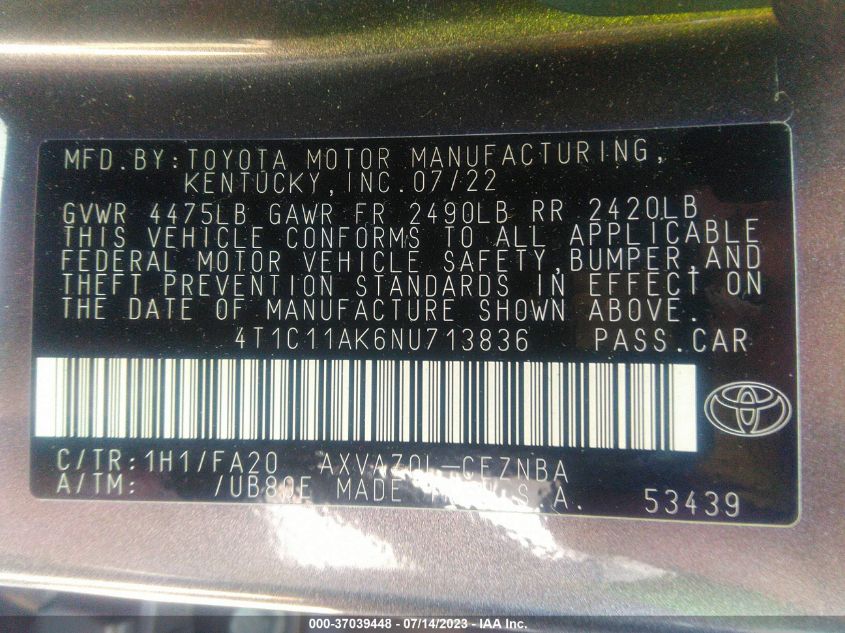 MFD.BY:TOYOTA MOTOR MANUFACTURING,
KENTUCKY,INC.07/22
GVWR 4475LB GAWR FR 2490LB RR 2420LB
THIS VEHICLE CONFORMS TO ALL APPLICABLE
FEDERAL MOTOR VEHICLE SAFETY,BUMPER,AND
THEFT PREVENTION STANDARDS IN EFFECT ON
THE DATE OF MANUFACTURE SHOWN ABOVE.
4T1C11AK6NU713836 PASS.CAR
C/TR:1H1/FA20 AXVA70L-CEZNBA
A/TM: /UB80E MADE IN U.S.A. 53439
000-37039448 - 07/14/2023 - IAA Inc.